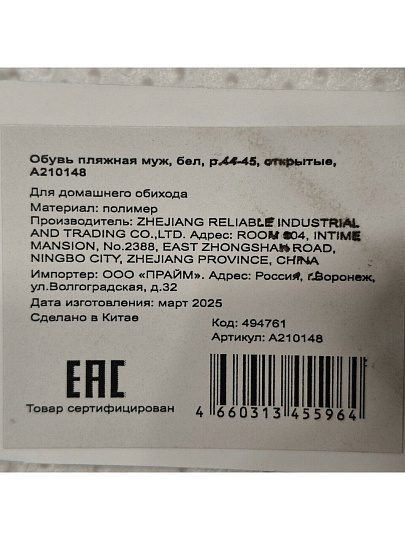 Обувь пляжная муж, бел, р.44-45, открытые,
А210148
Для домашнего обихода
Материал: полимер
Производитель: ZHEJIANG RELIABLE INDUSTRIAL
AND TRADING CO.,LTD. Адрес: ROOM 904, INTIME
MANSION, No.2388, EAST ZHONGSHAN ROAD,
NINGBO CITY, ZHEJIANG PROVINCE, CHINA
Импортер: ООО «ПРАЙМ». Адрес: Россия, г.Воронеж,
ул.Волгоградская, д.32
Дата изготовления: март 2025
Сделано в Китае
Код: 494761
Артикул: А210148
ЕАС
Товар сертифицирован
4 660313 455964